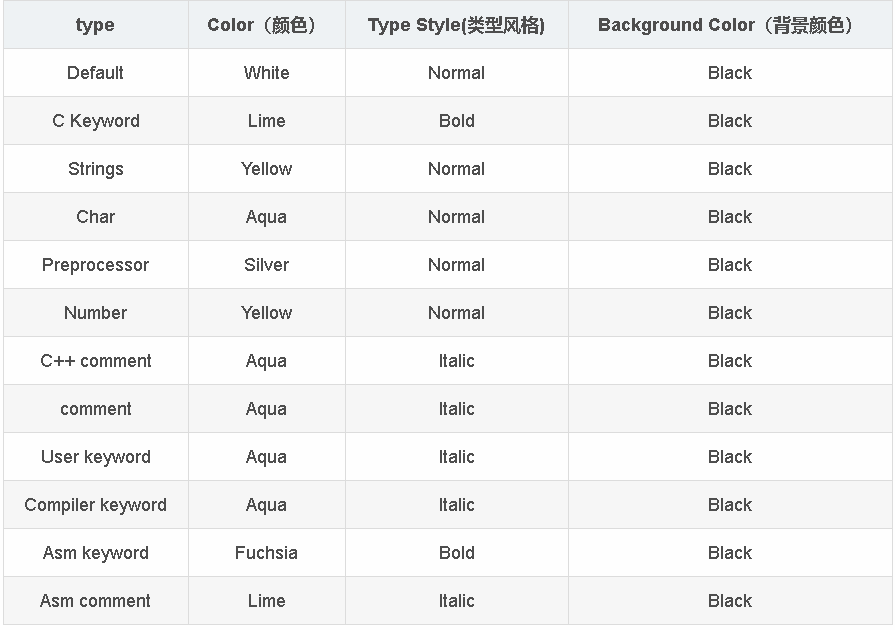 type Color（颜色） Type Style(类型风格) Background Color（背景颜色）
Default White Normal Black
C Keyword Lime Bold Black
Strings Yellow Normal Black
Char Aqua Normal Black
Preprocessor Silver Normal Black
Number Yellow Normal Black
C++ comment Aqua Italic Black
comment Aqua Italic Black
User keyword Aqua Italic Black
Compiler keyword Aqua Italic Black
Asm keyword Fuchsia Bold Black
Asm comment Lime Italic Black